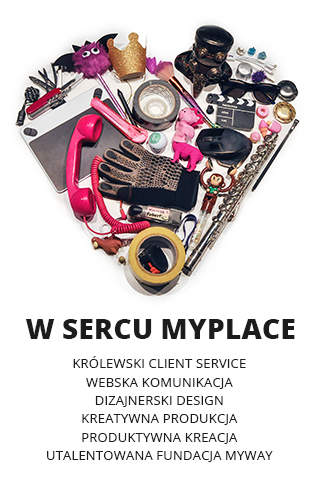 W SERCU MYPLACE
KRÓLEWSKI CLIENT SERVICE
WEBSKA KOMUNIKACJA
DIZAJNERSKI DESIGN
KREATYWNA PRODUKCJA
PRODUKTYWNA KREACJA
UTALENTOWANA FUNDACJA MYWAY